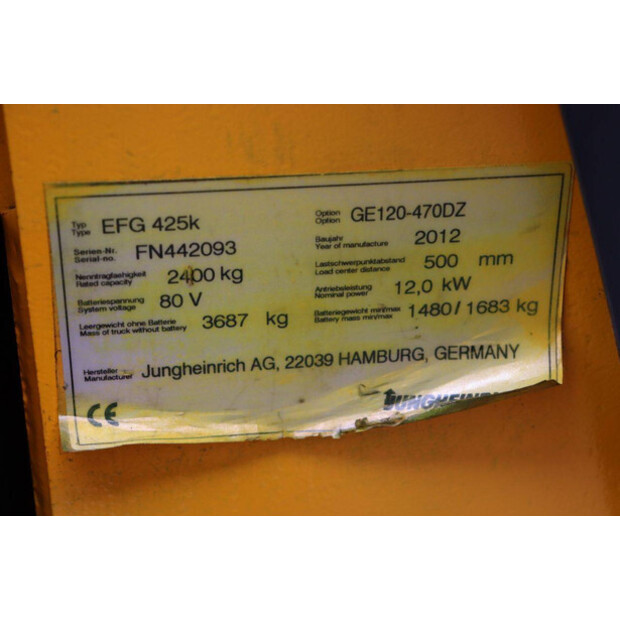 Typ
Type EFG 425k
Option
Option GE120-470DZ
Serien-Nr.
Serial-no. FN442093
Baujahr
Year of manufacture 2012
Nenntragfaehigkeit
Rated capacity 2400 kg
Lastschwerpunktabstand
Load center distance 500 mm
Batteriespannung
System voltage 80 V
Antriebsleistung
Nominal power 12,0 kW
Leergewicht ohne Batterie
Mass of truck without battery 3687 kg
Batteriegewicht min/max
Battery mass min/max 1480 / 1683 kg
Hersteller
Manufacturer Jungheinrich AG, 22039 HAMBURG, GERMANY
CE